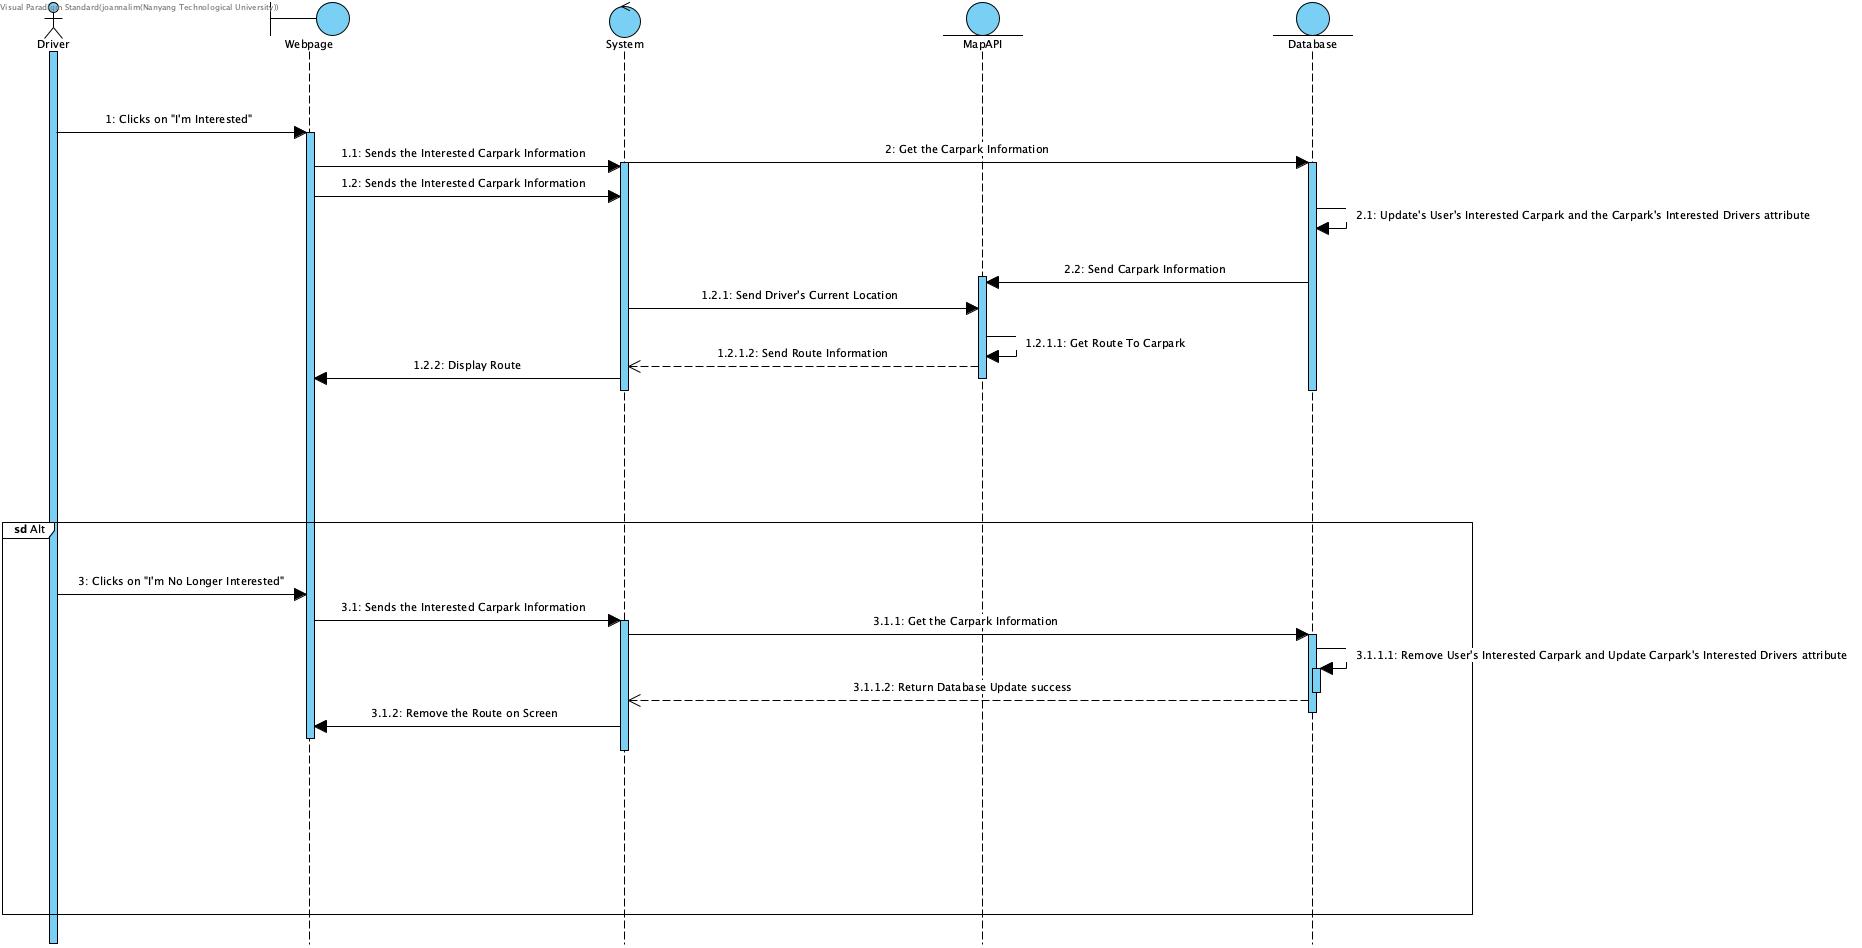 Visual Paradigm Standard(joannalim(Nanyang Technological University))
Driver
Webpage
System
MapAPI
Database
1: Clicks on "I'm Interested"
1.1: Sends the Interested Carpark Information
2: Get the Carpark Information
1.2: Sends the Interested Carpark Information
2.1: Update's User's Interested Carpark and the Carpark's Interested Drivers attribute
2.2: Send Carpark Information
1.2.1: Send Driver's Current Location
1.2.1.1: Get Route To Carpark
1.2.1.2: Send Route Information
1.2.2: Display Route
sd Alt
3: Clicks on "I'm No Longer Interested"
3.1: Sends the Interested Carpark Information
3.1.1: Get the Carpark Information
3.1.1.1: Remove User's Interested Carpark and Update Carpark's Interested Drivers attribute
3.1.1.2: Return Database Update success
3.1.2: Remove the Route on Screen